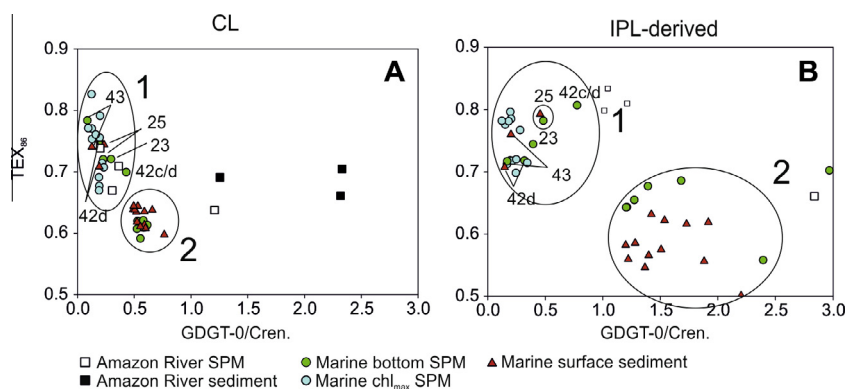 CL
IPL-derived
TEX86
0.9
0.8
0.7
0.6
0.5
A
1
43
25
23
42c/d
42d
2
0.0 0.5 1.0 1.5 2.0 2.5 3.0
GDGT-0/Cren.
0.9
0.8
0.7
0.6
0.5
B
42c/d
25
1
23
43
42d
2
0.0 0.5 1.0 1.5 2.0 2.5 3.0
GDGT-0/Cren.
Amazon River SPM
Marine bottom SPM
Marine surface sediment
Amazon River sediment
Marine chlmax SPM